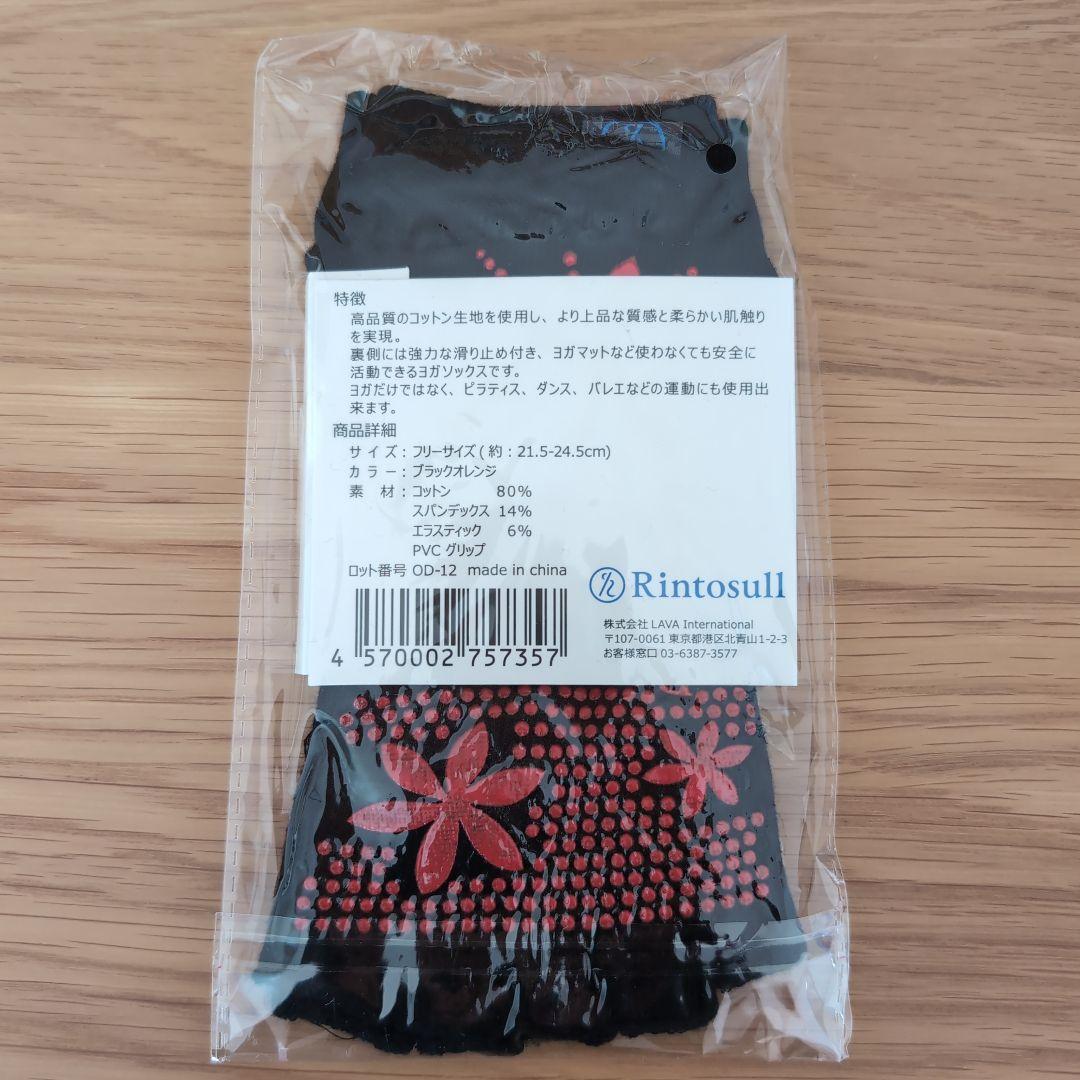 特徴
高品質のコットン生地を使用し、より上品な質感と柔らかい肌触り
を実現。
裏側には強力な滑り止め付き、ヨガマットなど使わなくても安全に
活動できるヨガソックスです。
ヨガだけではなく、ピラティス、ダンス、バレエなどの運動にも使用出
来ます。
商品詳細
サイズ：フリーサイズ(約：21.5-24.5cm)
カラー：ブラックオレンジ
素　材：コットン 80%
スパンデックス 14%
エラスティック 6%
PVC グリップ
ロット番号 OD-12 made in china
Rintosull
株式会社 LAVA International
〒107-0061 東京都港区北青山1-2-3
お客様窓口 03-6387-3577
4 570002 757357